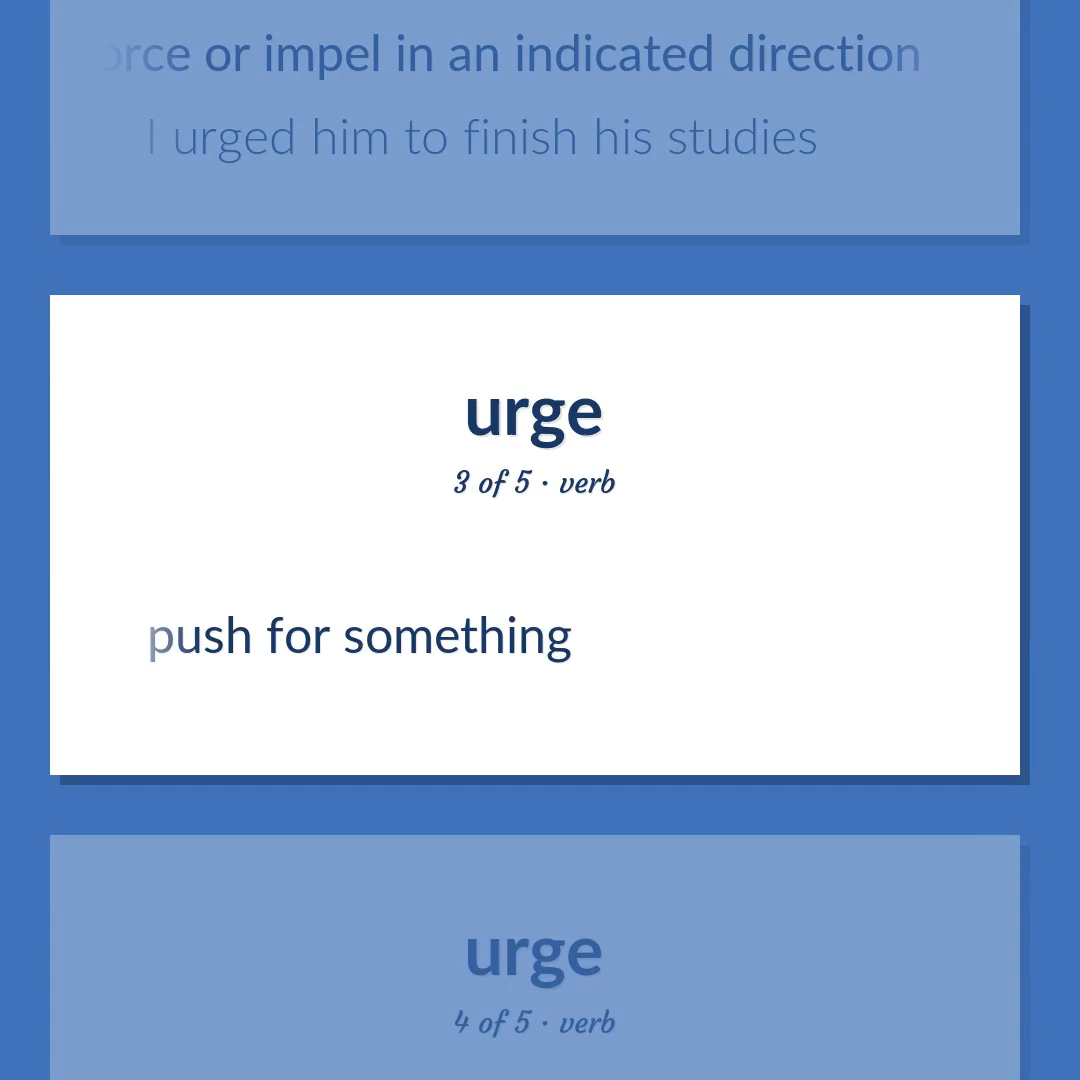 orce or impel in an indicated direction
I urged him to finish his studies
urge
3 of 5 · verb
push for something
urge
4 of 5 · verb